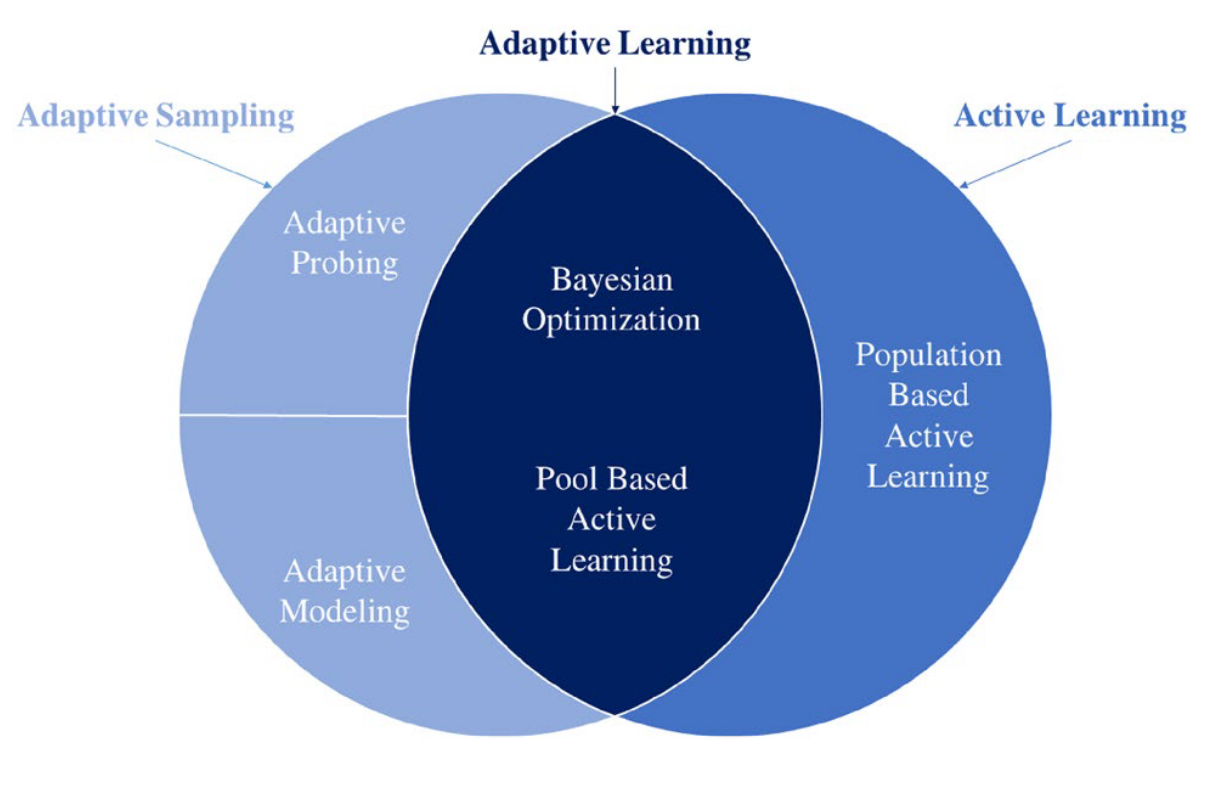 Adaptive Learning
Adaptive Sampling
Active Learning
Adaptive
Probing
Bayesian
Optimization
Population
Based
Active
Learning
Pool Based
Active
Learning
Adaptive
Modeling